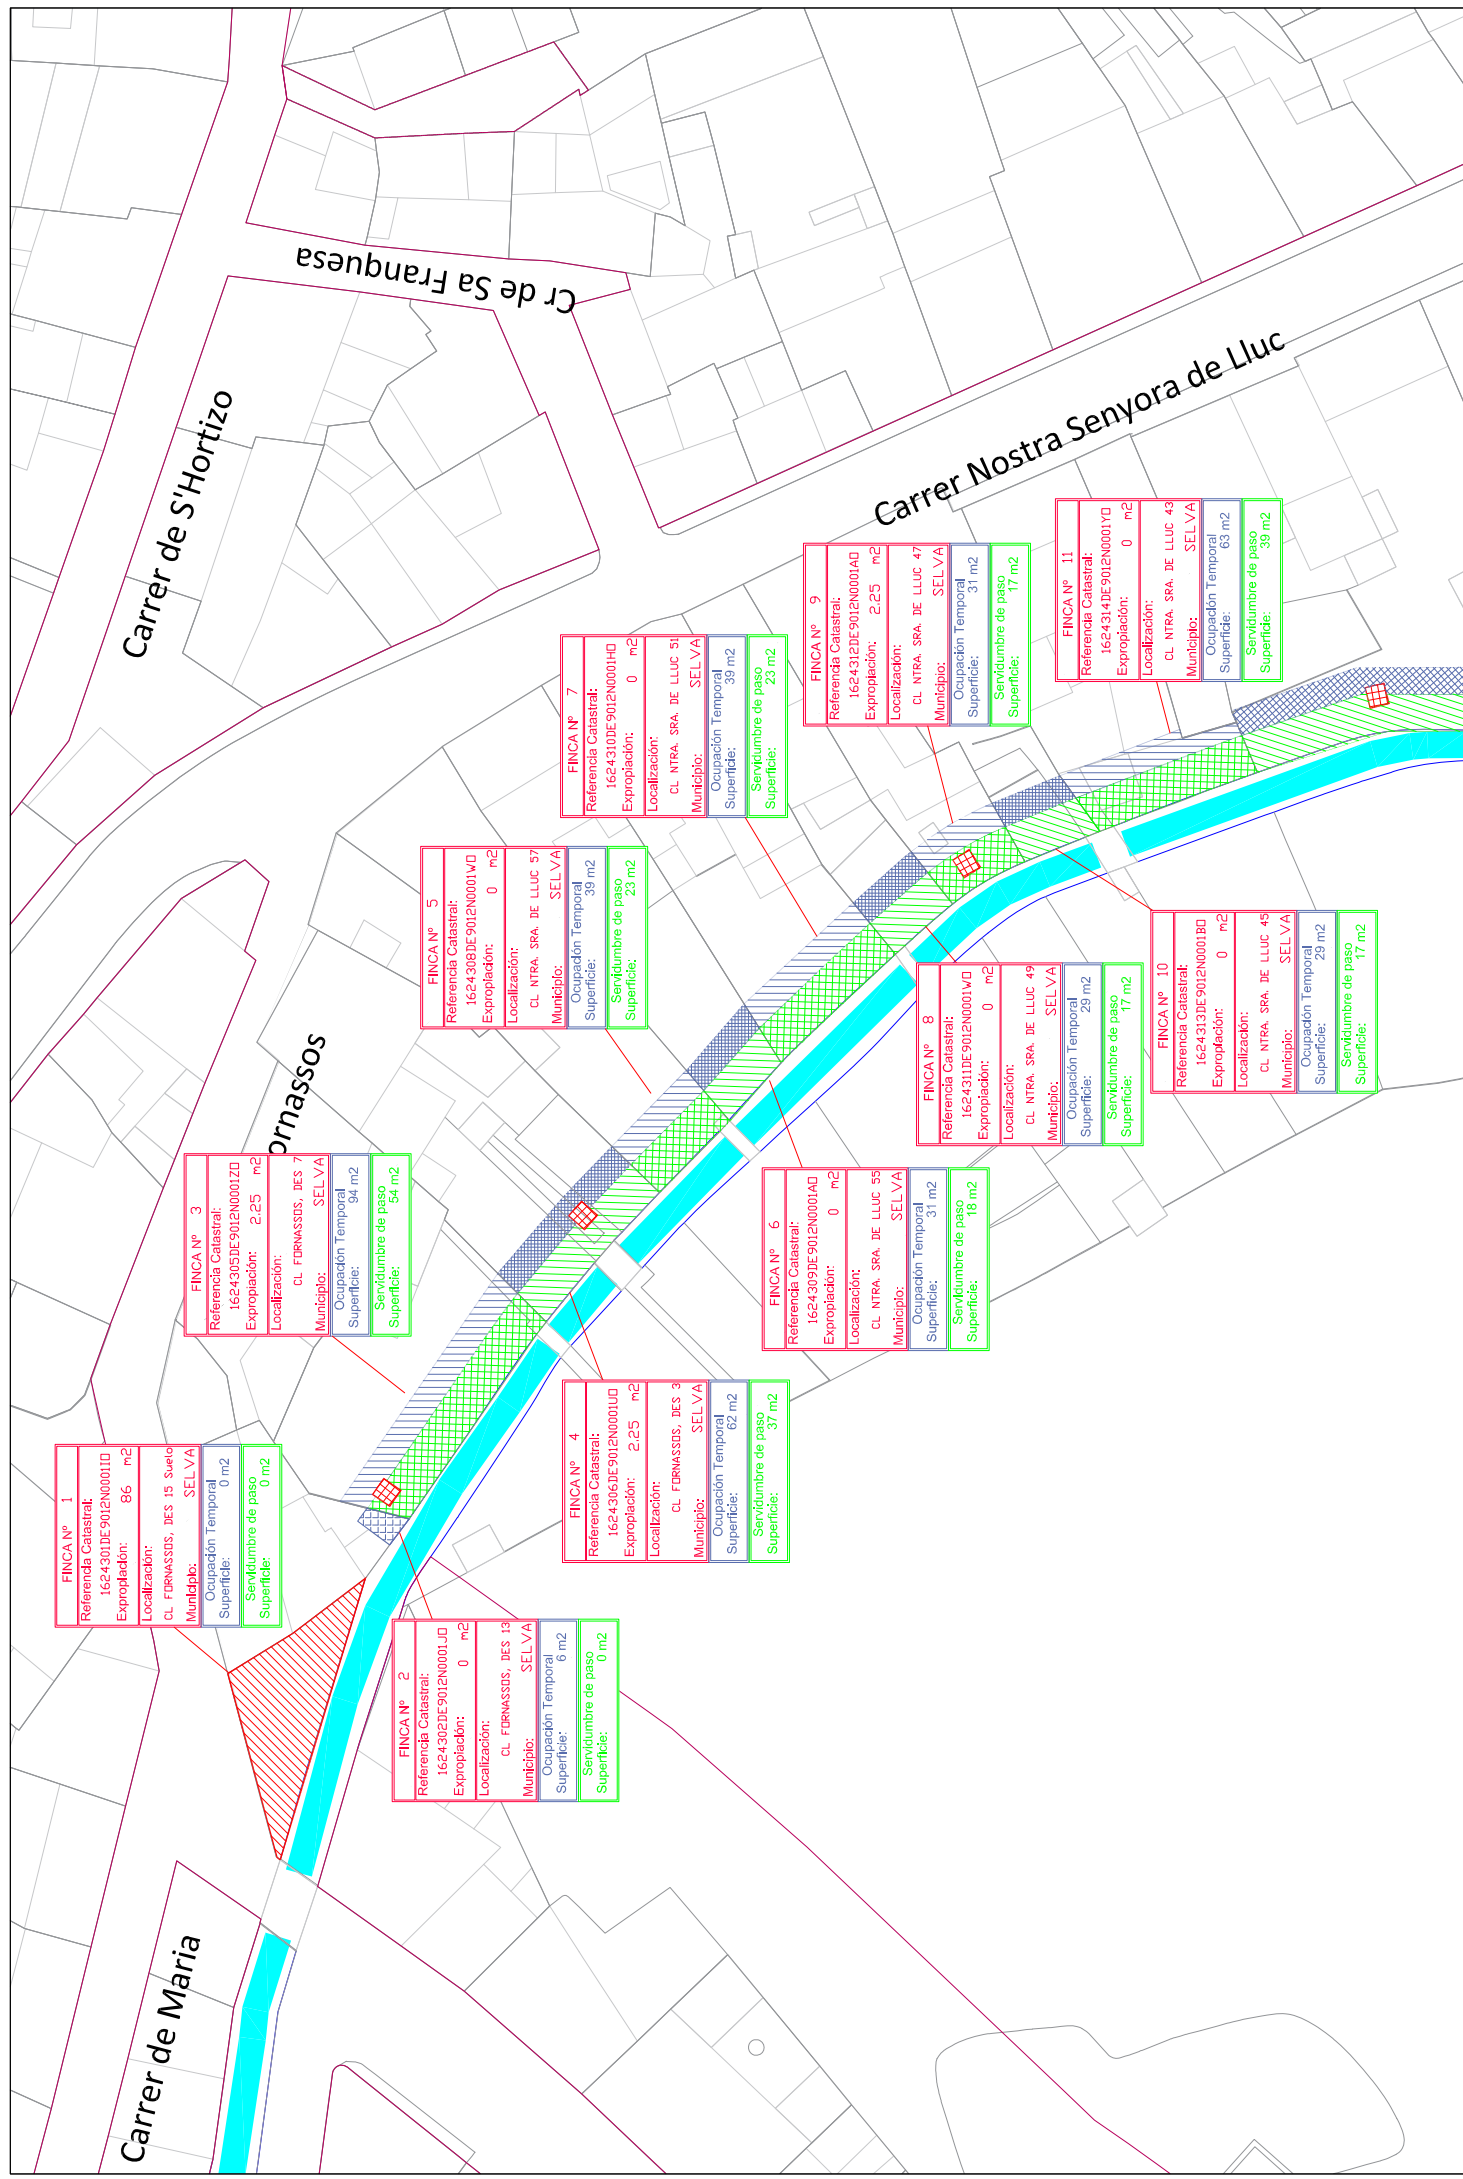 Carrer de Maria
Carrer de S'Hortizo
Cr de Sa Franquesa
Carrer Nostra Senyora de Lluc
ornassos
FINCA Nº 1
Referencia Catastral:
1624301DE9012N0001I□
Expropiación: 86 m2
Localización:
CL FORNASSOS, DES 15 Suelo
Municipio: SELVA
Ocupación Temporal
Superficie: 0 m2
Servidumbre de paso
Superficie: 0 m2
FINCA Nº 2
Referencia Catastral:
1624302DE9012N0001J□
Expropiación: 0 m2
Localización:
CL FORNASSOS, DES 13
Municipio: SELVA
Ocupación Temporal
Superficie: 6 m2
Servidumbre de paso
Superficie: 0 m2
FINCA Nº 3
Referencia Catastral:
1624305DE9012N0001Z□
Expropiación: 2.25 m2
Localización:
CL FORNASSOS, DES 7
Municipio: SELVA
Ocupación Temporal
Superficie: 94 m2
Servidumbre de paso
Superficie: 54 m2
FINCA Nº 4
Referencia Catastral:
1624306DE9012N0001U□
Expropiación: 2.25 m2
Localización:
CL FORNASSOS, DES 3
Municipio: SELVA
Ocupación Temporal
Superficie: 62 m2
Servidumbre de paso
Superficie: 37 m2
FINCA Nº 5
Referencia Catastral:
1624308DE9012N0001W□
Expropiación: 0 m2
Localización:
CL NTRA. SRA. DE LLUC 57
Municipio: SELVA
Ocupación Temporal
Superficie: 39 m2
Servidumbre de paso
Superficie: 23 m2
FINCA Nº 6
Referencia Catastral:
1624309DE9012N0001A□
Expropiación: 0 m2
Localización:
CL NTRA. SRA. DE LLUC 55
Municipio: SELVA
Ocupación Temporal
Superficie: 31 m2
Servidumbre de paso
Superficie: 18 m2
FINCA Nº 7
Referencia Catastral:
1624310DE9012N0001H□
Expropiación: 0 m2
Localización:
CL NTRA. SRA. DE LLUC 51
Municipio: SELVA
Ocupación Temporal
Superficie: 39 m2
Servidumbre de paso
Superficie: 23 m2
FINCA Nº 8
Referencia Catastral:
1624311DE9012N0001W□
Expropiación: 0 m2
Localización:
CL NTRA. SRA. DE LLUC 49
Municipio: SELVA
Ocupación Temporal
Superficie: 29 m2
Servidumbre de paso
Superficie: 17 m2
FINCA Nº 9
Referencia Catastral:
1624312DE9012N0001A□
Expropiación: 2.25 m2
Localización:
CL NTRA. SRA. DE LLUC 47
Municipio: SELVA
Ocupación Temporal
Superficie: 31 m2
Servidumbre de paso
Superficie: 17 m2
FINCA Nº 10
Referencia Catastral:
1624313DE9012N0001B□
Expropiación: 0 m2
Localización:
CL NTRA. SRA. DE LLUC 45
Municipio: SELVA
Ocupación Temporal
Superficie: 29 m2
Servidumbre de paso
Superficie: 17 m2
FINCA Nº 11
Referencia Catastral:
1624314DE9012N0001Y□
Expropiación: 0 m2
Localización:
CL NTRA. SRA. DE LLUC 43
Municipio: SELVA
Ocupación Temporal
Superficie: 63 m2
Servidumbre de paso
Superficie: 39 m2